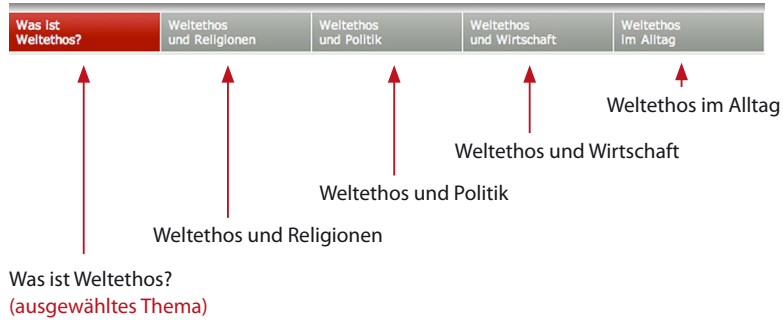 Was ist
Weltethos?
Weltethos
und Religionen
Weltethos
und Politik
Weltethos
und Wirtschaft
Weltethos
im Alltag
Weltethos im Alltag
Weltethos und Wirtschaft
Weltethos und Politik
Weltethos und Religionen
Was ist Weltethos?
(ausgewähltes Thema)